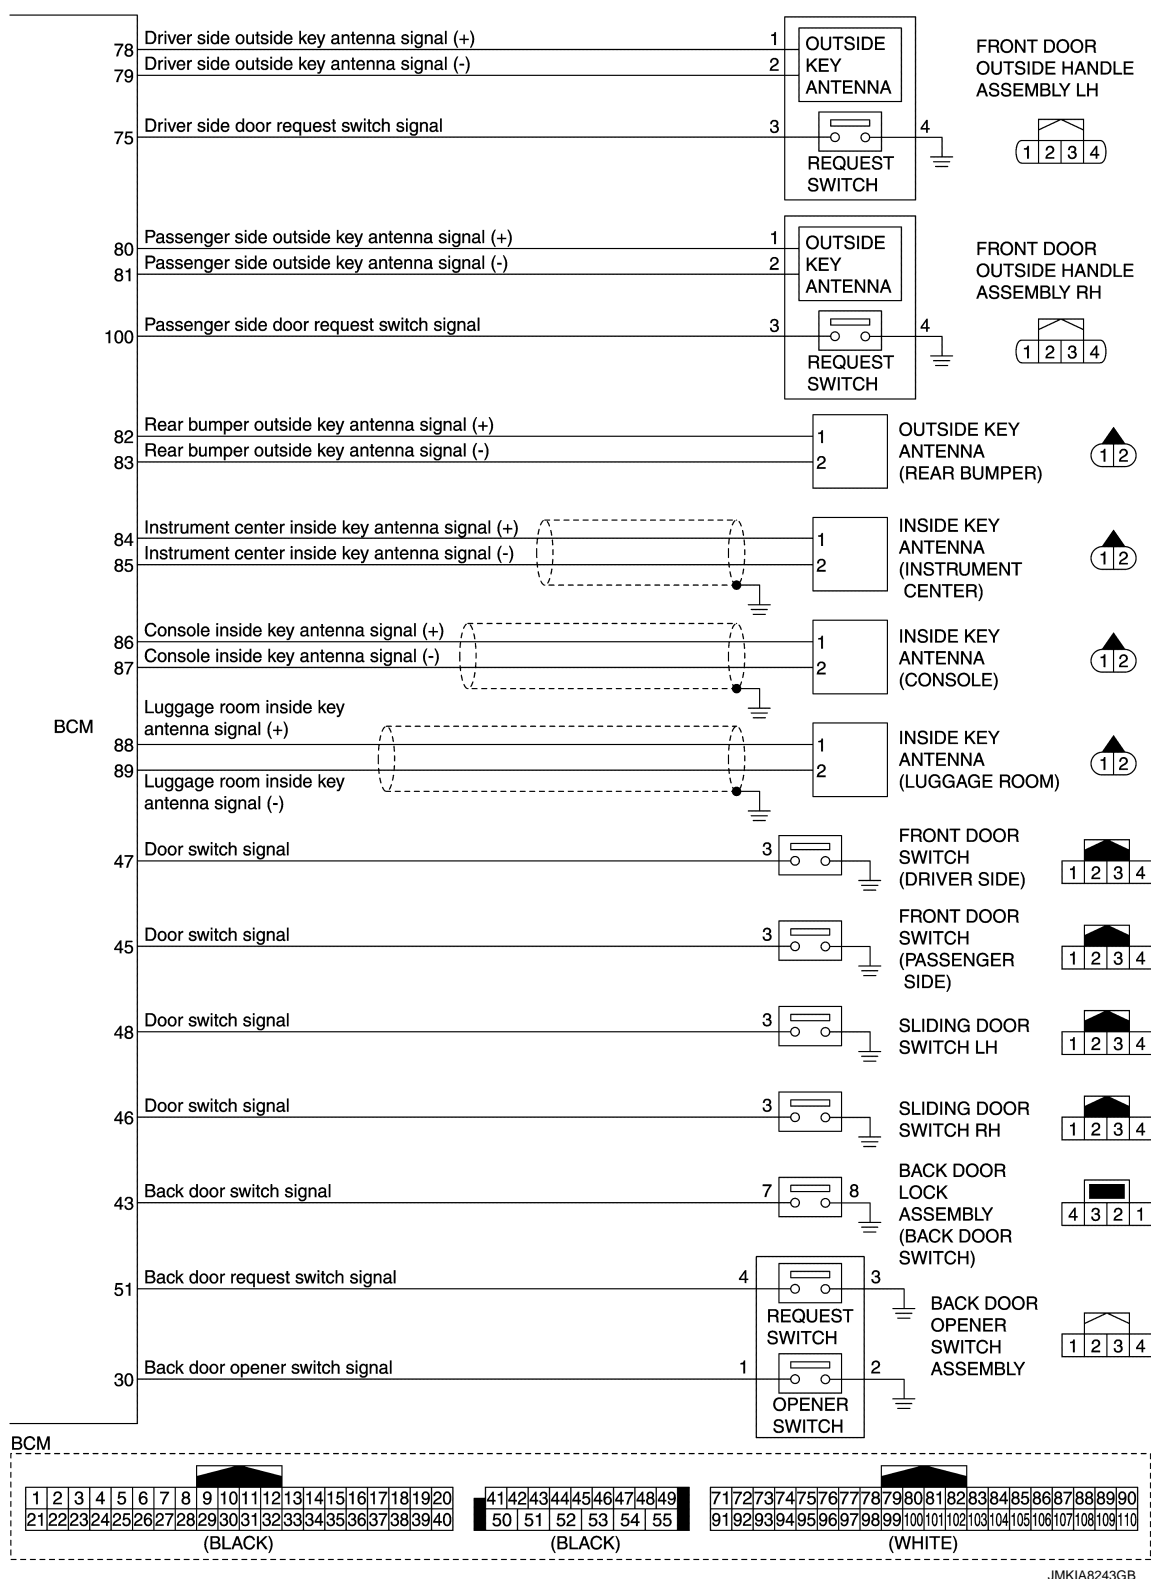 78 Driver side outside key antenna signal (+) 1
79 Driver side outside key antenna signal (-) 2
OUTSIDE
KEY
ANTENNA
75 Driver side door request switch signal 3 4
REQUEST
SWITCH
FRONT DOOR
OUTSIDE HANDLE
ASSEMBLY LH
1 2 3 4
80 Passenger side outside key antenna signal (+) 1
81 Passenger side outside key antenna signal (-) 2
OUTSIDE
KEY
ANTENNA
100 Passenger side door request switch signal 3 4
REQUEST
SWITCH
FRONT DOOR
OUTSIDE HANDLE
ASSEMBLY RH
1 2 3 4
82 Rear bumper outside key antenna signal (+) 1
83 Rear bumper outside key antenna signal (-) 2
OUTSIDE KEY
ANTENNA
(REAR BUMPER)
1 2
84 Instrument center inside key antenna signal (+) 1
85 Instrument center inside key antenna signal (-) 2
INSIDE KEY
ANTENNA
(INSTRUMENT
CENTER)
1 2
86 Console inside key antenna signal (+) 1
87 Console inside key antenna signal (-) 2
INSIDE KEY
ANTENNA
(CONSOLE)
1 2
BCM
Luggage room inside key
antenna signal (+)
88 1
89 2
Luggage room inside key
antenna signal (-)
INSIDE KEY
ANTENNA
(LUGGAGE ROOM)
1 2
47 Door switch signal 3
FRONT DOOR
SWITCH
(DRIVER SIDE)
1 2 3 4
45 Door switch signal 3
FRONT DOOR
SWITCH
(PASSENGER
SIDE)
1 2 3 4
48 Door switch signal 3
SLIDING DOOR
SWITCH LH
1 2 3 4
46 Door switch signal 3
SLIDING DOOR
SWITCH RH
1 2 3 4
43 Back door switch signal 7 8
BACK DOOR
LOCK
ASSEMBLY
(BACK DOOR
SWITCH)
4 3 2 1
51 Back door request switch signal 4 3
REQUEST
SWITCH
30 Back door opener switch signal 1 2
OPENER
SWITCH
BACK DOOR
OPENER
SWITCH
ASSEMBLY
1 2 3 4
BCM
1 2 3 4 5 6 7 8 9 10 11 12 13 14 15 16 17 18 19 20
21 22 23 24 25 26 27 28 29 30 31 32 33 34 35 36 37 38 39 40
(BLACK)
41 42 43 44 45 46 47 48 49
50 51 52 53 54 55
(BLACK)
71 72 73 74 75 76 77 78 79 80 81 82 83 84 85 86 87 88 89 90
91 92 93 94 95 96 97 98 99 100 101 102 103 104 105 106 107 108 109 110
(WHITE)
JMKIA8243GB